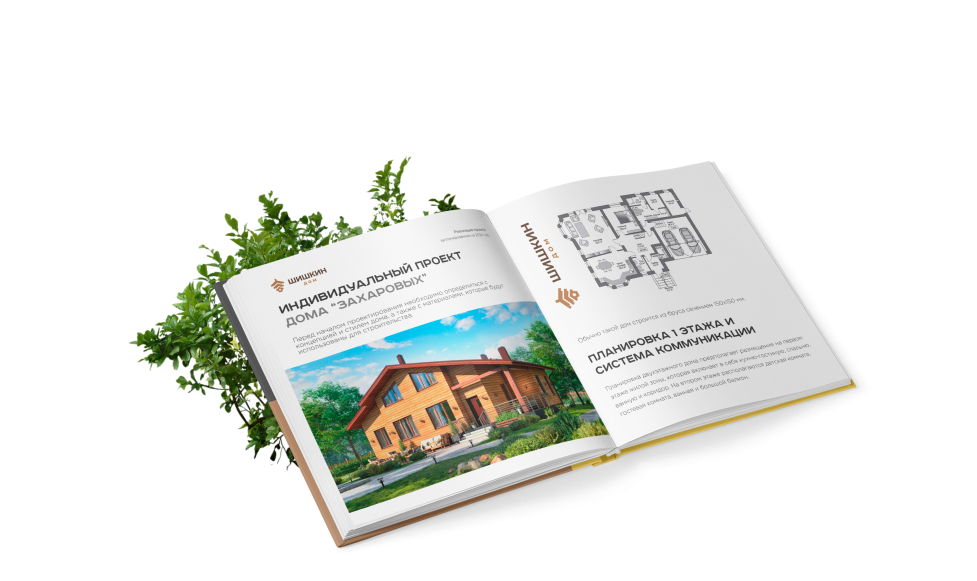 ШИШКИН
ДОМ
ИНДИВИДУАЛЬНЫЙ ПРОЕКТ
ДОМА "ЗАХАРОВЫХ"
Перед началом проектирования необходимо определиться с
концепцией и стилем дома, а также с материалами, которые будут
использованы для строительства.
ШИШКИН
ДОМ
Обычно такой дом строится из бруса сечением 150х150 мм.
ПЛАНИРОВКА 1 ЭТАЖА И
СИСТЕМА КОММУНИКАЦИИ
Планировка двухэтажного дома предполагает размещение на первом
этаже жилой зоны, которая включает в себя кухню-гостиную, спальню,
ванную и коридор. На втором этаже располагаются детская комната,
гостевая комната, ванная и большой балкон.